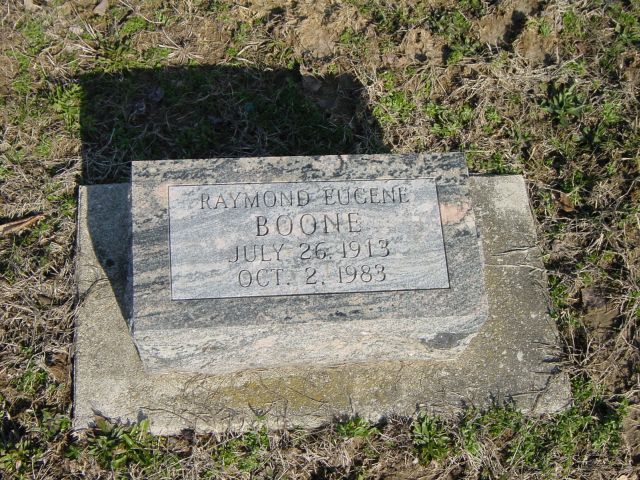 RAYMOND EUGENE
BOONE
JULY 26, 1913
OCT. 2, 1983